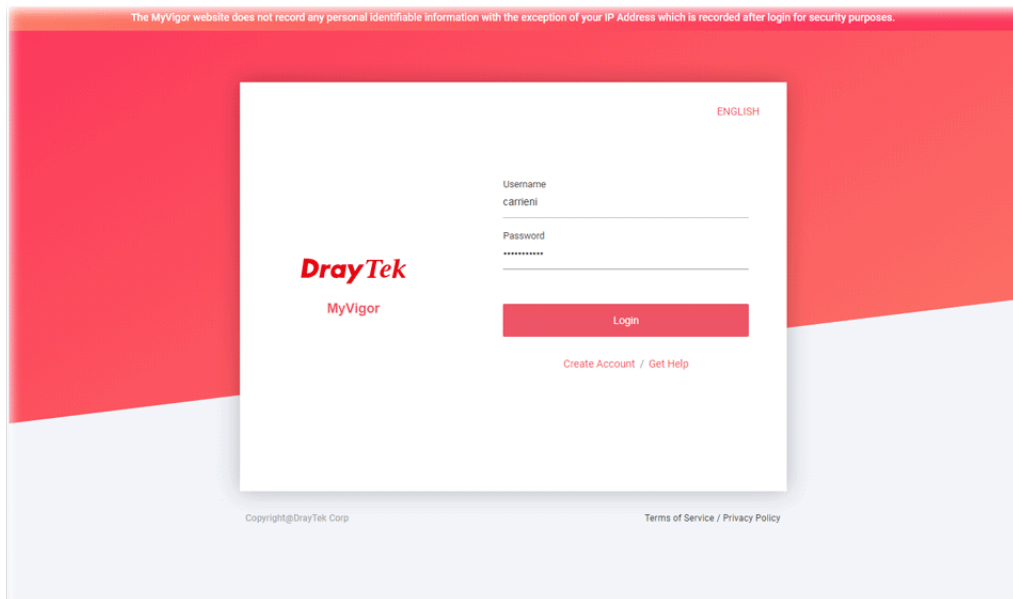 The MyVigor website does not record any personal identifiable information with the exception of your IP Address which is recorded after login for security purposes.
ENGLISH
Username
carrieni
Password
•••••••••••
DrayTek
MyVigor
Login
Create Account / Get Help
Copyright@DrayTek Corp
Terms of Service / Privacy Policy